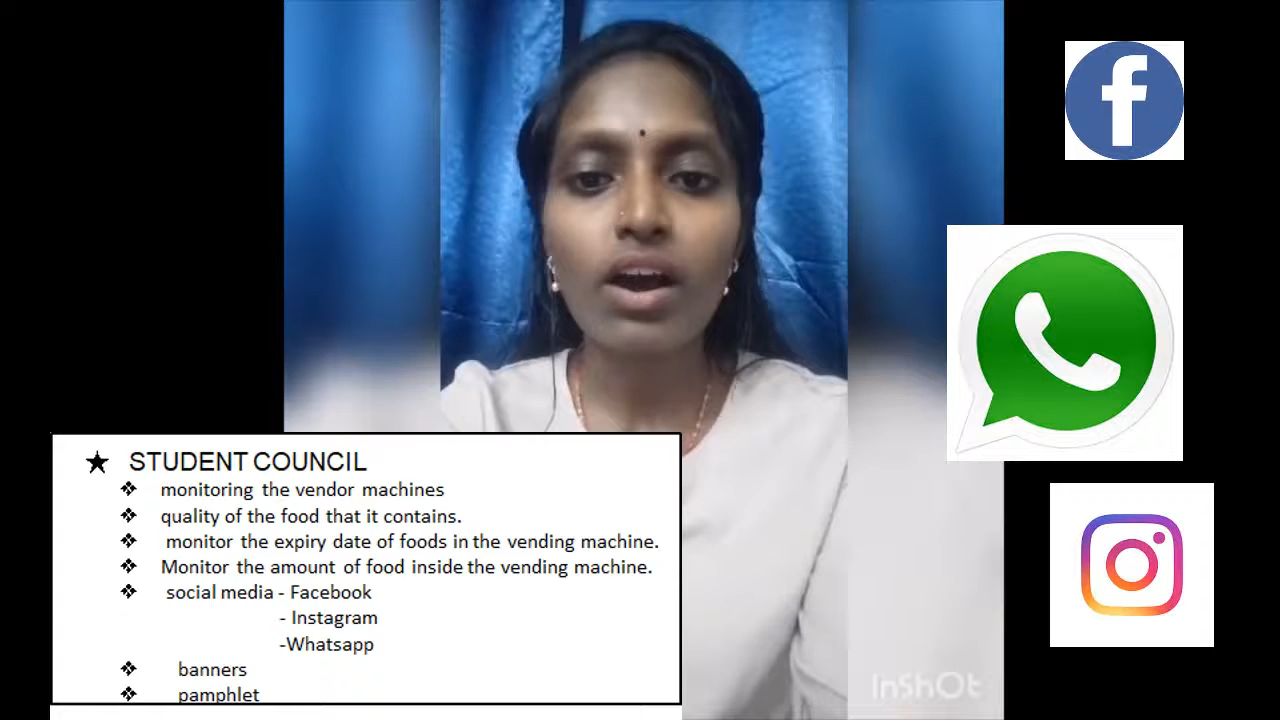 STUDENT COUNCIL
monitoring the vendor machines
quality of the food that it contains.
monitor the expiry date of foods in the vending machine.
Monitor the amount of food inside the vending machine.
social media - Facebook
- Instagram
-Whatsapp
banners
pamphlet
InShOt